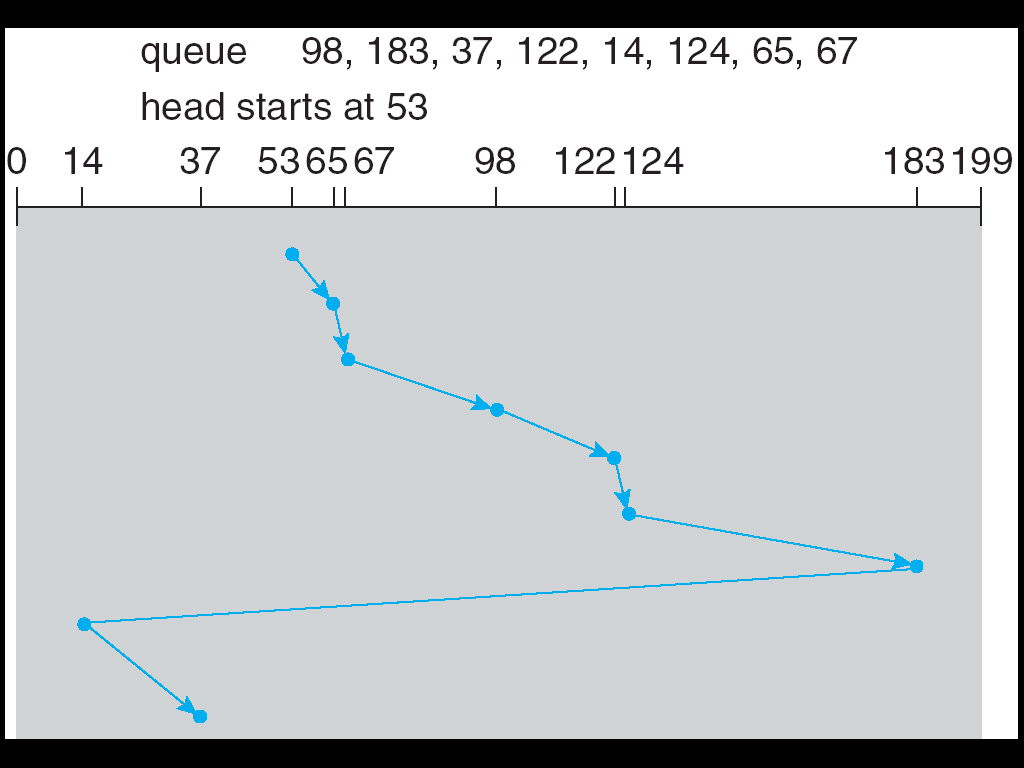 queue 98, 183, 37, 122, 14, 124, 65, 67
head starts at 53
0 14 37 53 65 67 98 122 124 183 199